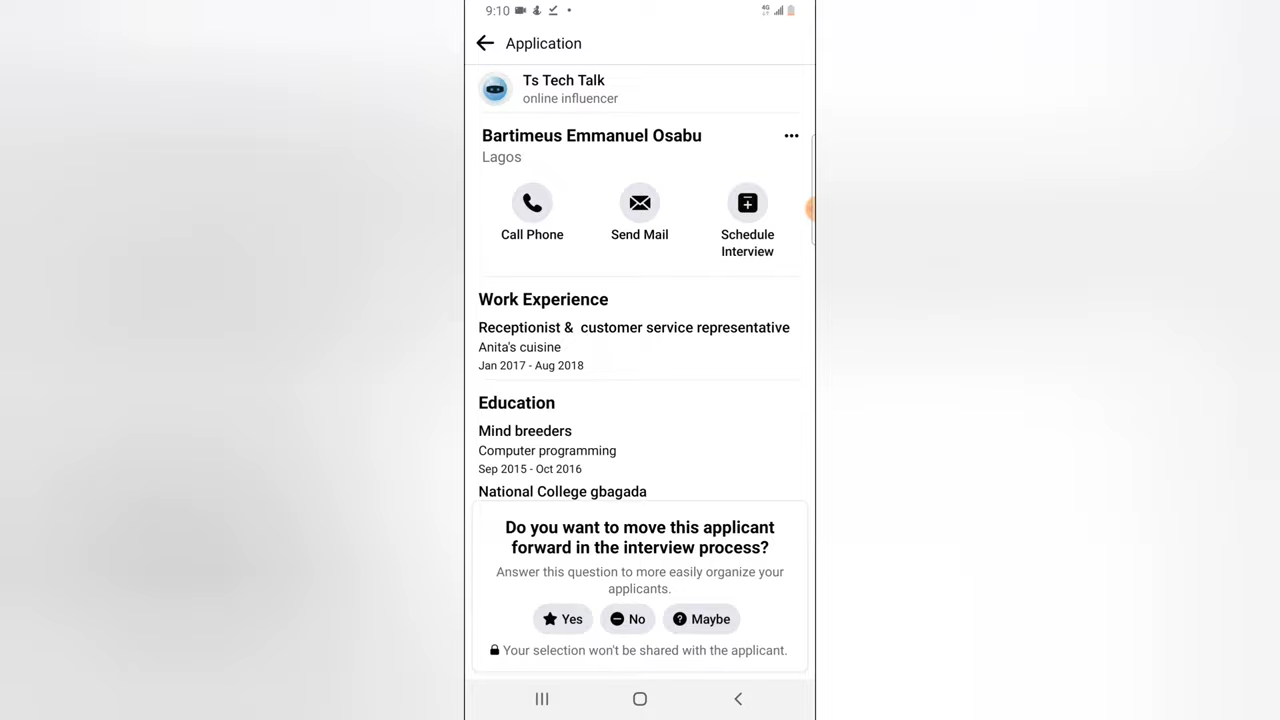 9:10
4G
Application
Ts Tech Talk
online influencer
Bartimeus Emmanuel Osabu
Lagos
Call Phone
Send Mail
Schedule
Interview
Work Experience
Receptionist & customer service representative
Anita's cuisine
Jan 2017 - Aug 2018
Education
Mind breeders
Computer programming
Sep 2015 - Oct 2016
National College gbagada
Do you want to move this applicant
forward in the interview process?
Answer this question to more easily organize your
applicants.
Yes
No
Maybe
Your selection won't be shared with the applicant.